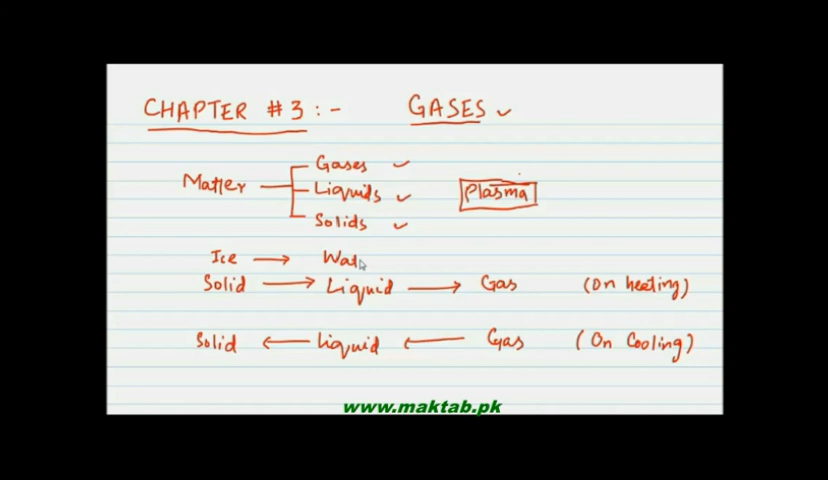 CHAPTER #3 :- GASES
Gases
Matter Liquids Plasma
Solids
Ice → Wat
Solid → Liquid → Gas (On heating)
Solid ← Liquid ← Gas (On Cooling)
www.maktab.pk